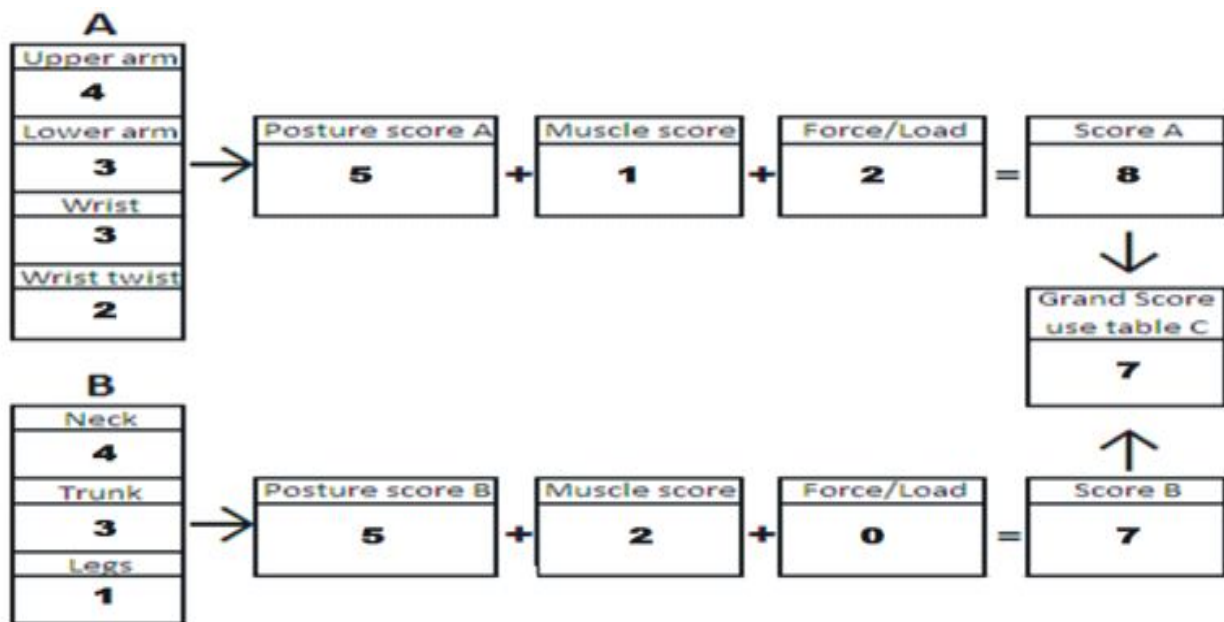 A
Upper arm
4
Lower arm
3
Wrist
3
Wrist twist
2
Posture score A
5
+
Muscle score
1
+
Force/Load
2
=
Score A
8
Grand Score
use table C
7
B
Neck
4
Trunk
3
Legs
1
Posture score B
5
+
Muscle score
2
+
Force/Load
0
=
Score B
7